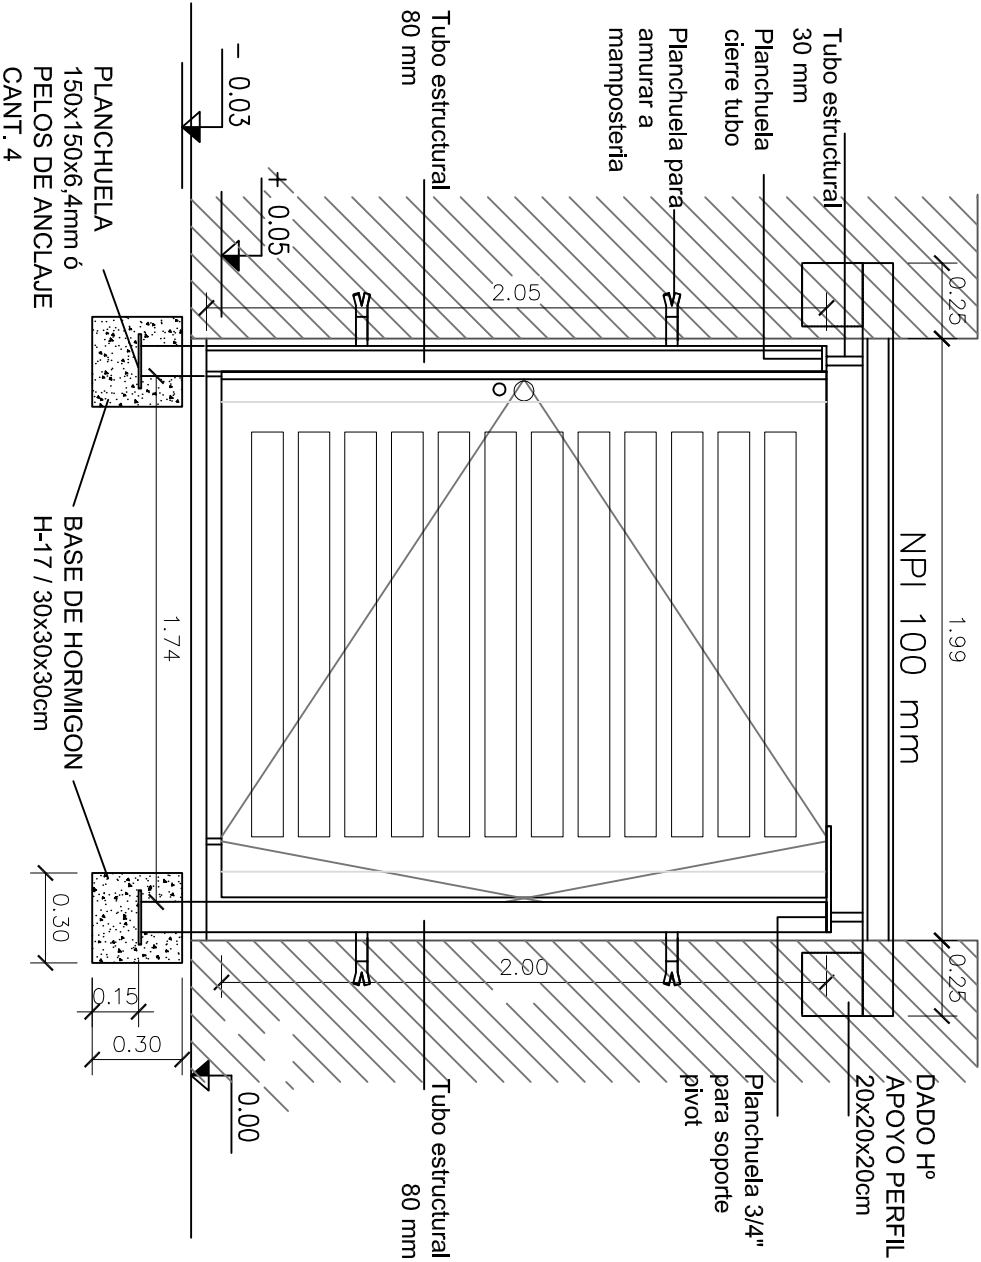 Tubo estructural
30 mm
Planchuela
cierre tubo
Planchuela para
amurar a
mamposteria
Tubo estructural
80 mm
- 0.03
+ 0.05
PLANCHUELA
150x150x6,4mm ó
PELOS DE ANCLAJE
CANT. 4
0.25
1.99
0.25
NPI 100 mm
2.05
2.00
1.74
BASE DE HORMIGON
H-17 / 30x30x30cm
0.30
0.15
0.30
0.00
DADO Hº
APOYO PERFIL
20x20x20cm
Planchuela 3/4"
para soporte
pivot
Tubo estructural
80 mm